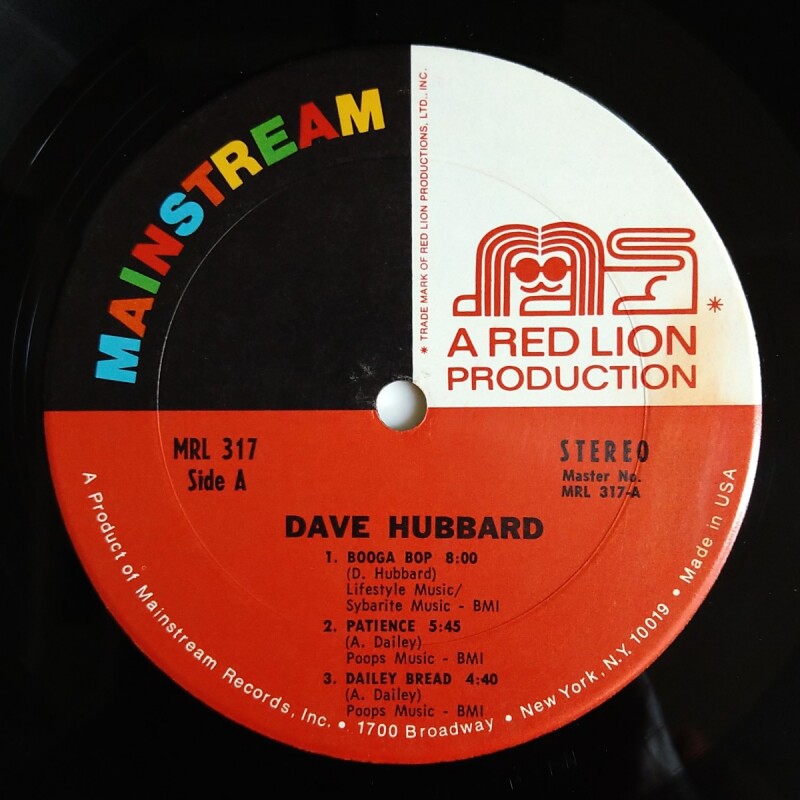 MAINSTREAM
* TRADE MARK OF RED LION PRODUCTIONS, LTD., INC.
*
A RED LION
PRODUCTION
MRL 317
Side A
STEREO
Master No.
MRL 317-A
DAVE HUBBARD
1. BOOGA BOP 8:00
(D. Hubbard)
Lifestyle Music/
Sybarite Music - BMI
2. PATIENCE 5:45
(A. Dailey)
Poops Music - BMI
3. DAILEY BREAD 4:40
(A. Dailey)
Poops Music - BMI
A Product of Mainstream Records, Inc. • 1700 Broadway • New York, N.Y. 10019 • Made in USA